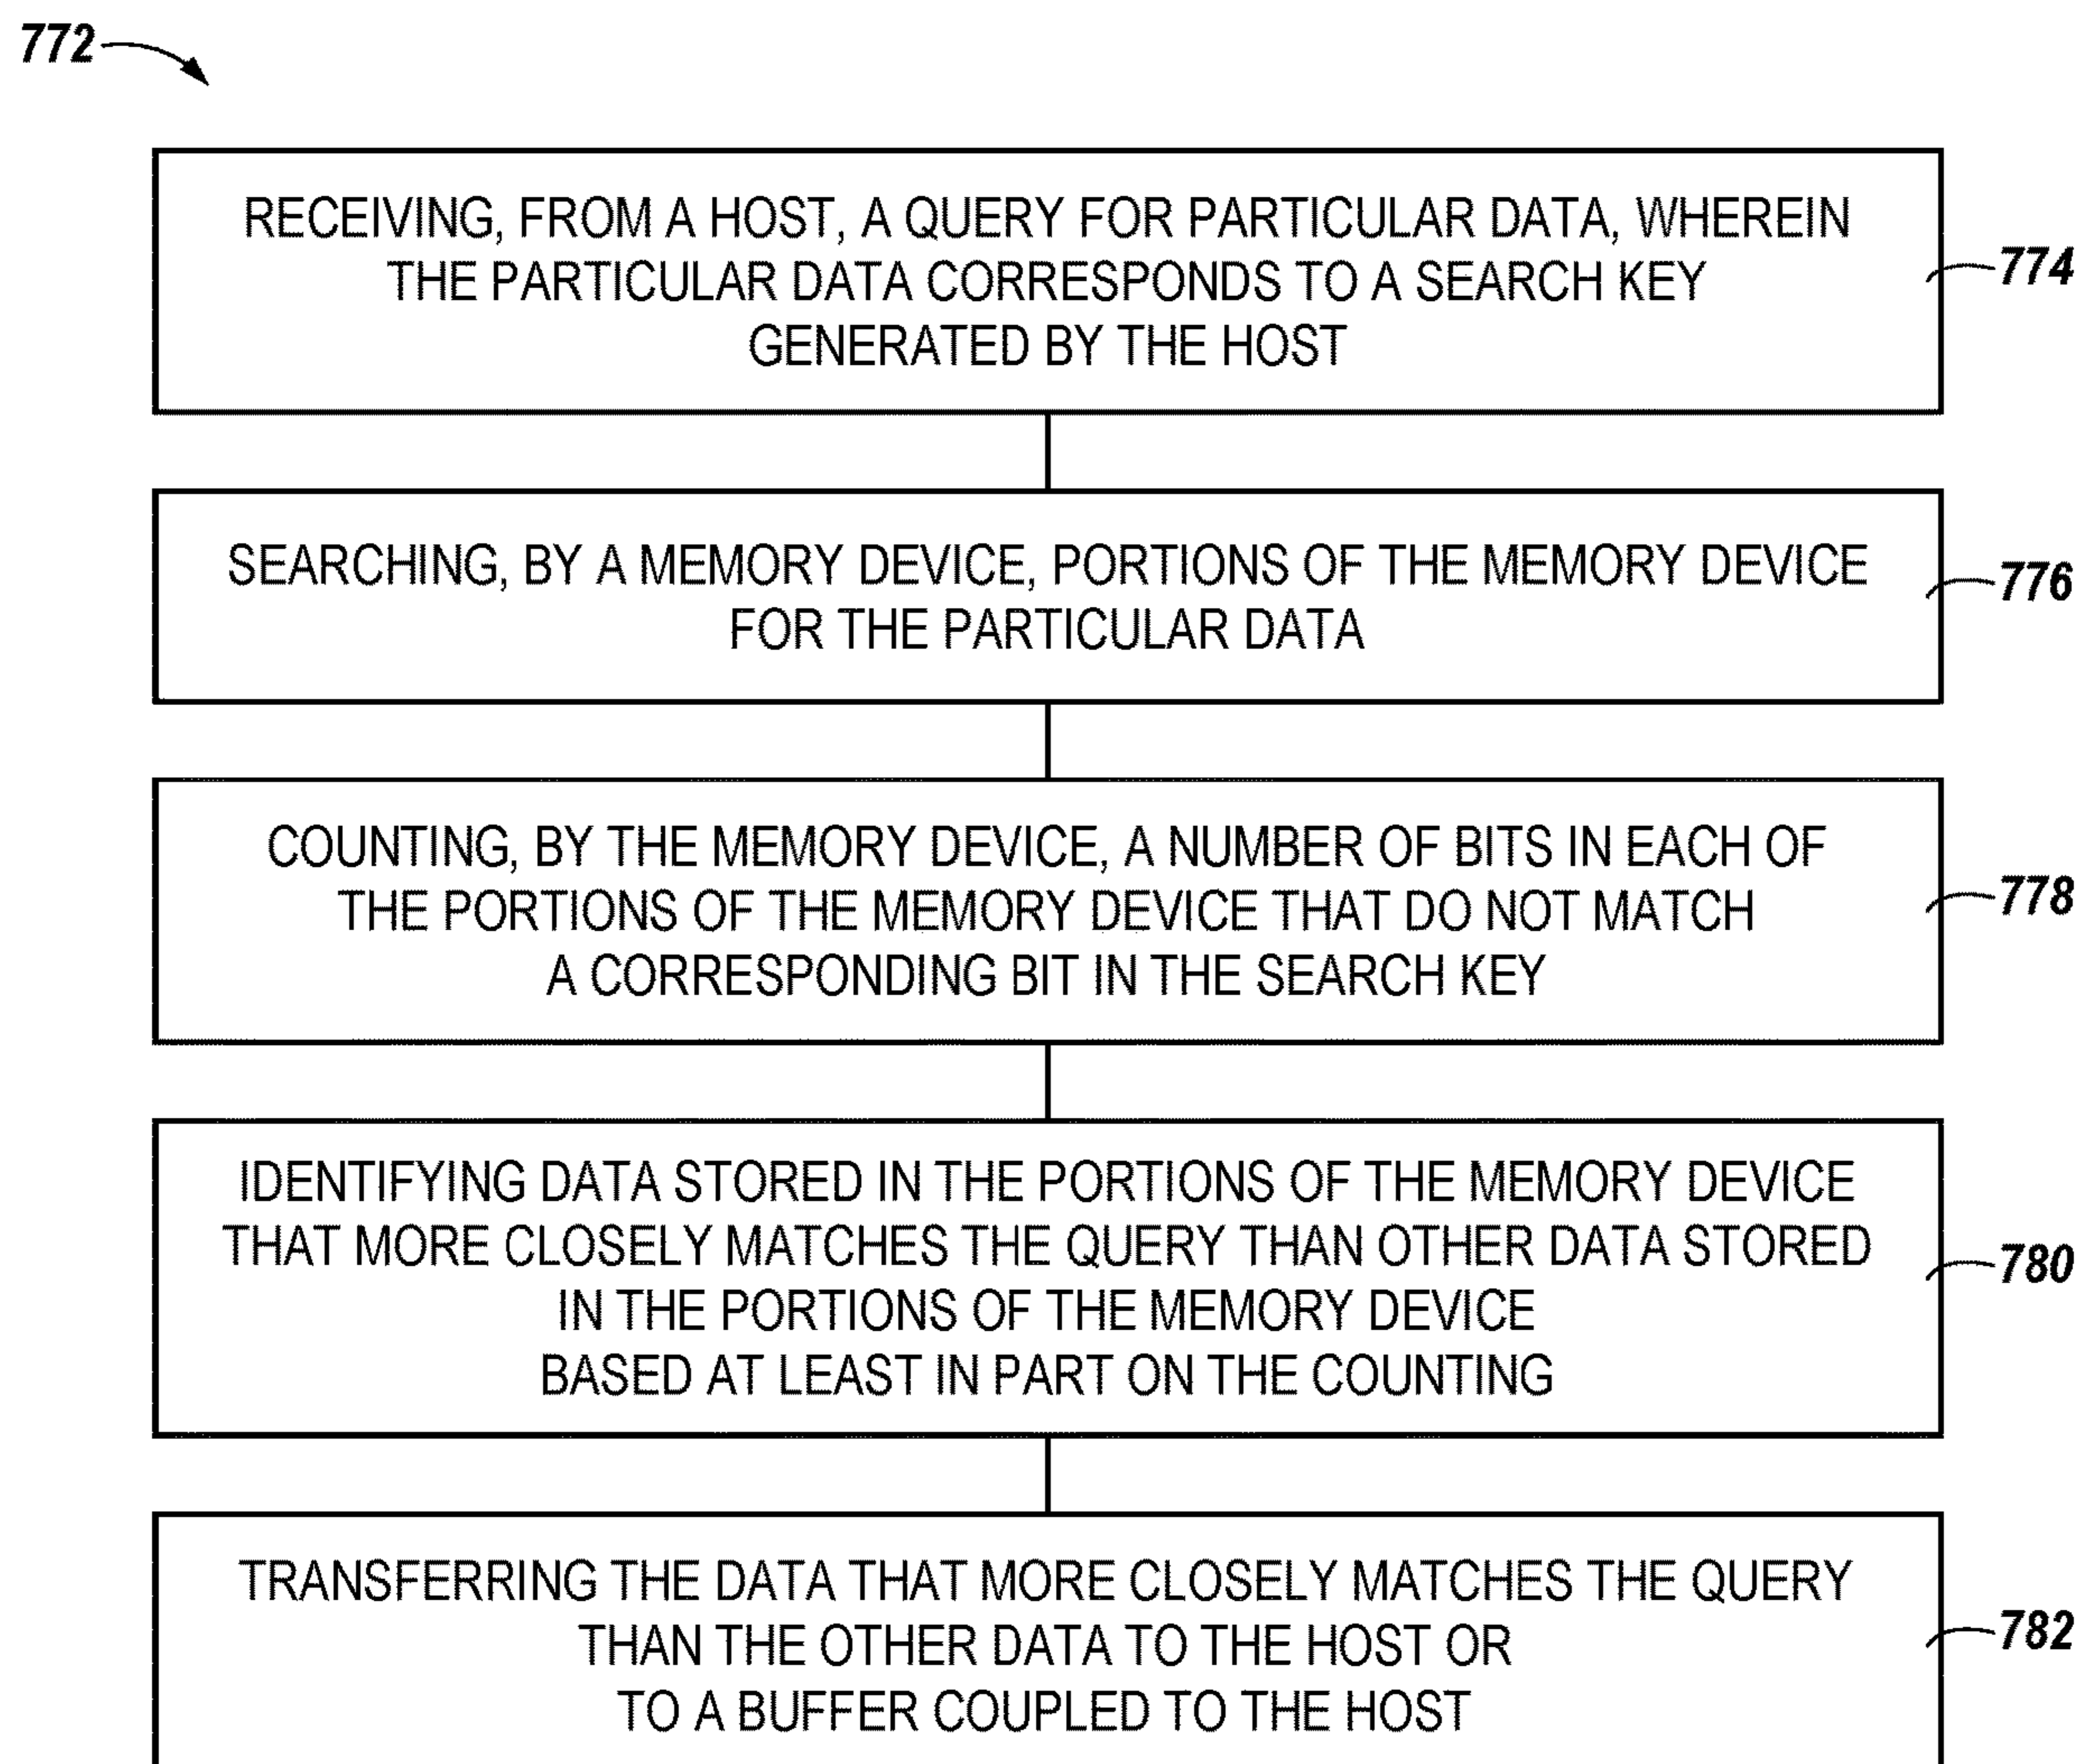 772
RECEIVING, FROM A HOST, A QUERY FOR PARTICULAR DATA, WHEREIN
THE PARTICULAR DATA CORRESPONDS TO A SEARCH KEY
GENERATED BY THE HOST
774
SEARCHING, BY A MEMORY DEVICE, PORTIONS OF THE MEMORY DEVICE
FOR THE PARTICULAR DATA
776
COUNTING, BY THE MEMORY DEVICE, A NUMBER OF BITS IN EACH OF
THE PORTIONS OF THE MEMORY DEVICE THAT DO NOT MATCH
A CORRESPONDING BIT IN THE SEARCH KEY
778
IDENTIFYING DATA STORED IN THE PORTIONS OF THE MEMORY DEVICE
THAT MORE CLOSELY MATCHES THE QUERY THAN OTHER DATA STORED
IN THE PORTIONS OF THE MEMORY DEVICE
BASED AT LEAST IN PART ON THE COUNTING
780
TRANSFERRING THE DATA THAT MORE CLOSELY MATCHES THE QUERY
THAN THE OTHER DATA TO THE HOST OR
TO A BUFFER COUPLED TO THE HOST
782